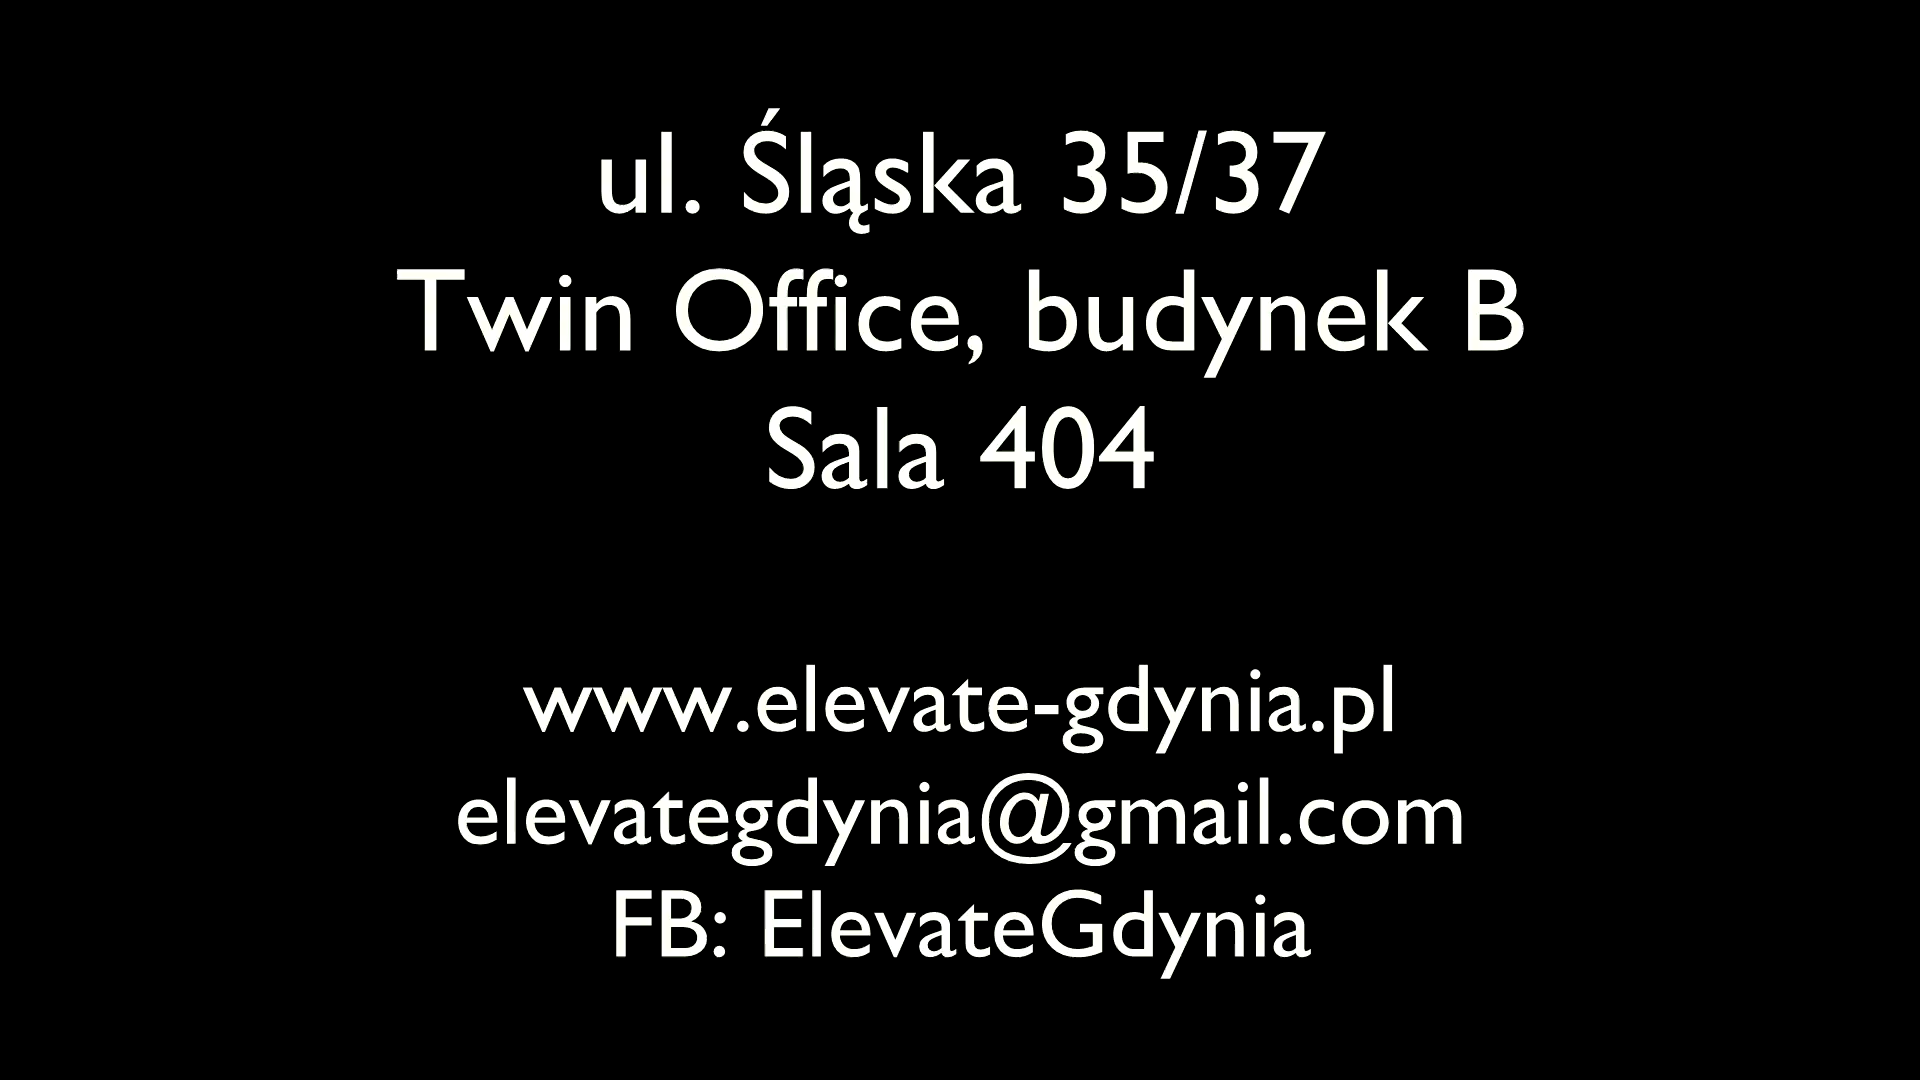 ul. Śląska 35/37
Twin Office, budynek B
Sala 404
www.elevate-gdynia.pl
elevategdynia@gmail.com
FB: ElevateGdynia